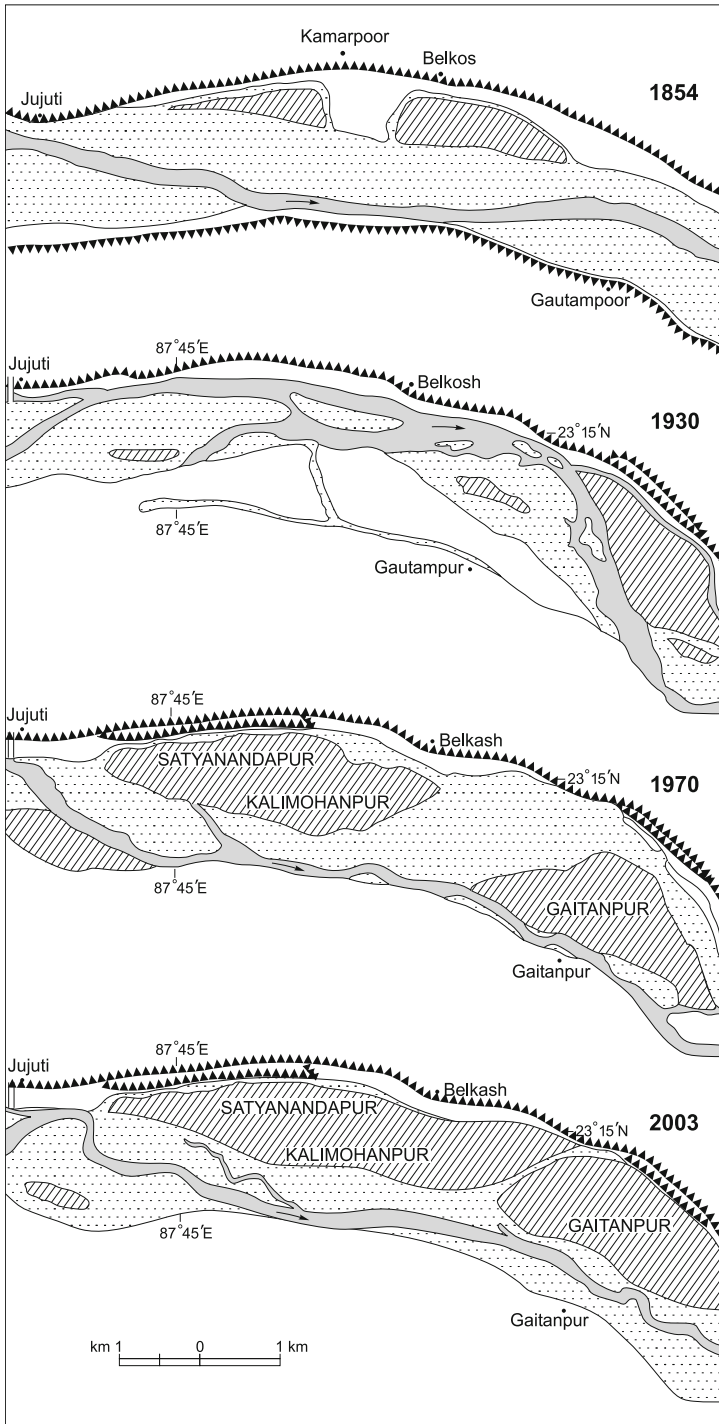 Kamarpoor
Belkos
1854
Jujuti
Gautampoor
87°45′E
Jujuti
Belkosh
1930
23°15′N
87°45′E
Gautampur
87°45′E
Jujuti
Belkash
SATYANANDAPUR
23°15′N
1970
KALIMOHANPUR
87°45′E
GAITANPUR
Gaitanpur
87°45′E
Jujuti
Belkash
SATYANANDAPUR
23°15′N
2003
KALIMOHANPUR
GAITANPUR
87°45′E
Gaitanpur
km 1 0 1 km